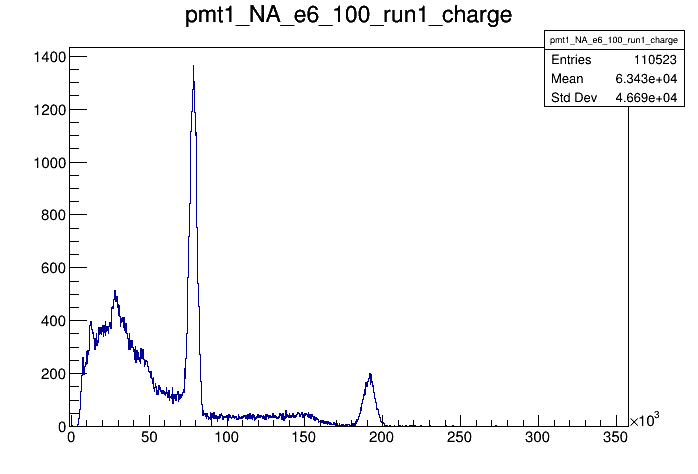 pmt1_NA_e6_100_run1_charge
pmt1_NA_e6_100_run1_charge
Entries 110523
Mean 6.343e+04
Std Dev 4.669e+04
1400
1200
1000
800
600
400
200
0
0 50 100 150 200 250 300 350 ×10³